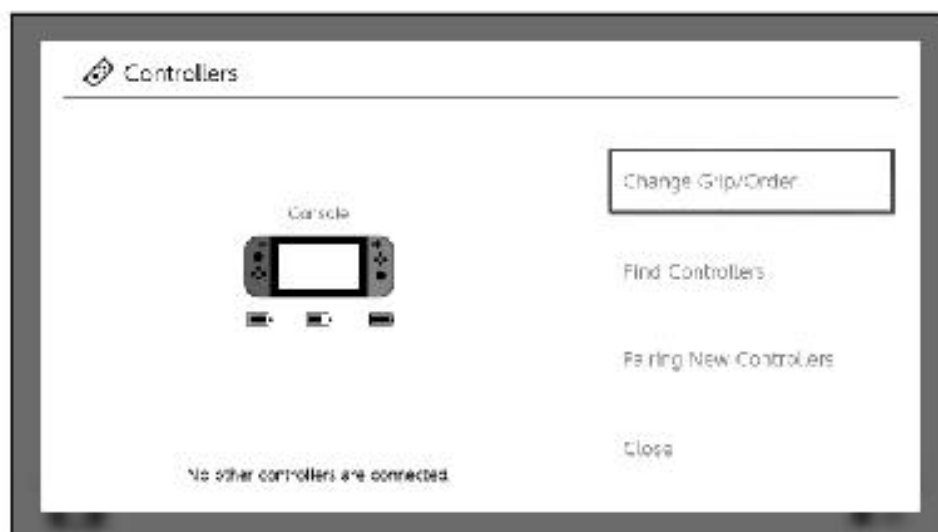 Controllers
Console
No other controllers are connected.
Change Grip/Order
Find Controllers
Pairing New Controllers
Close